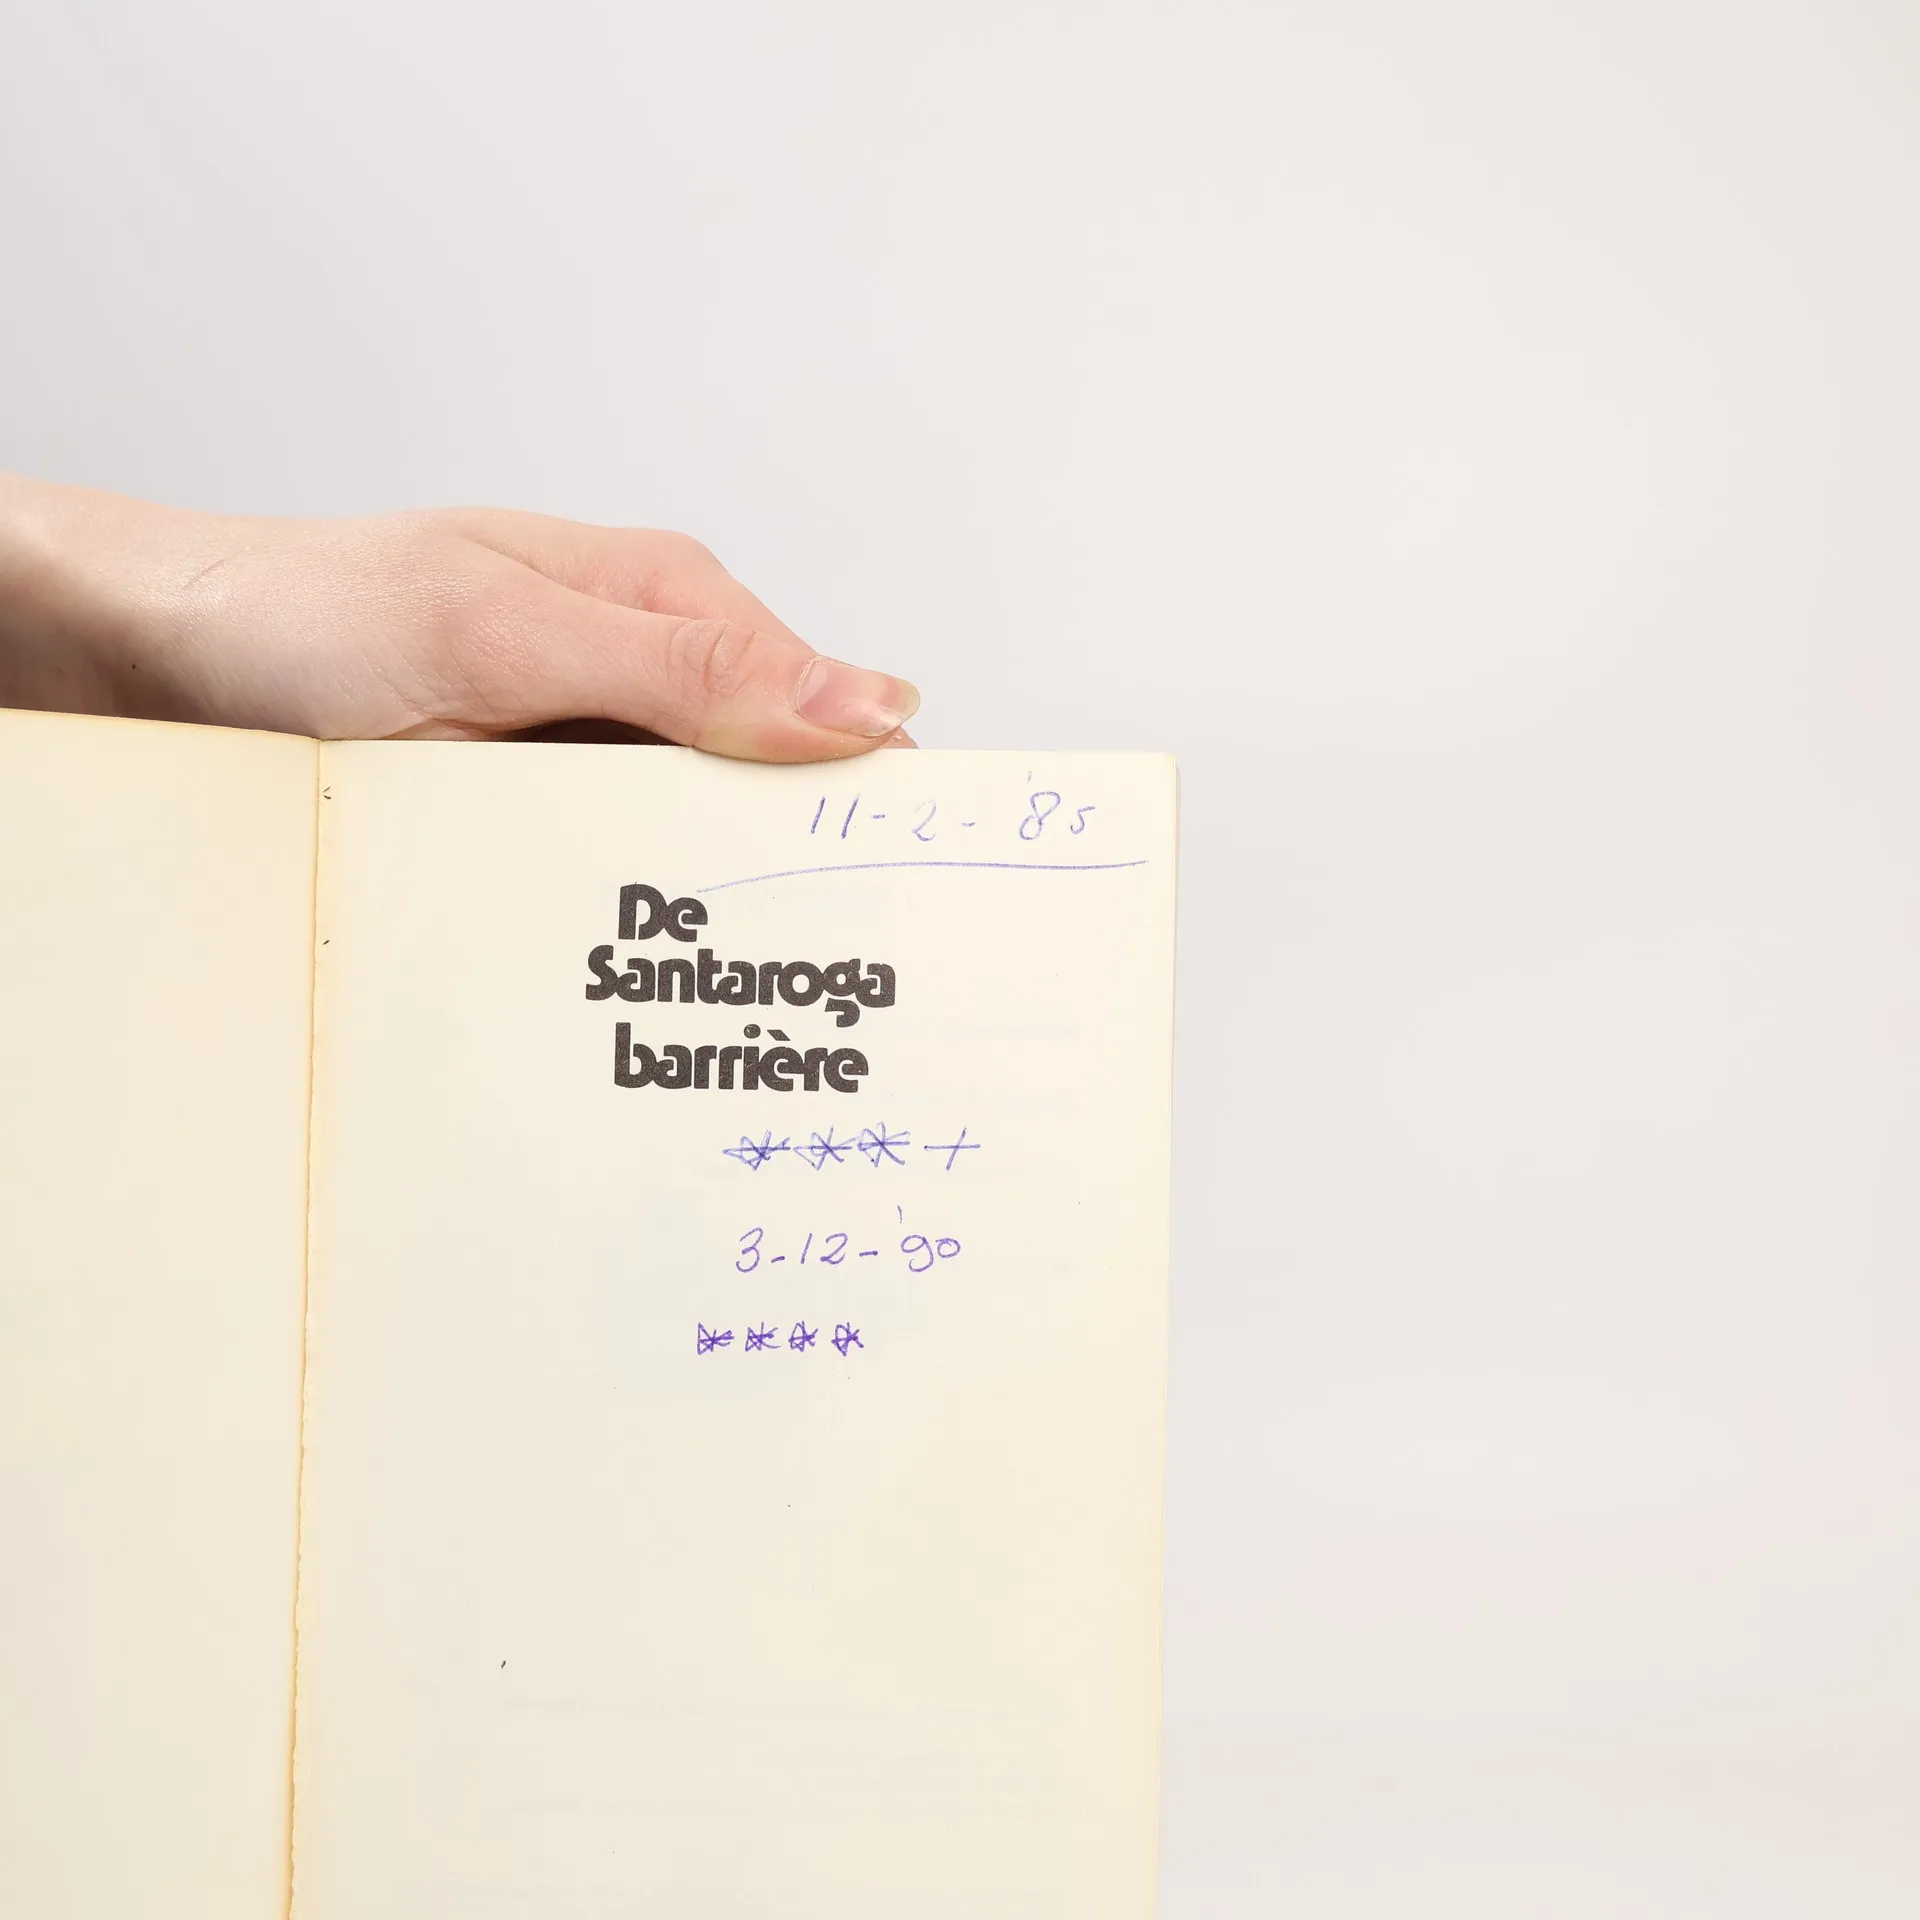 11-2-'85
De
Santaroga
barrière
***+
3-12-'90
****